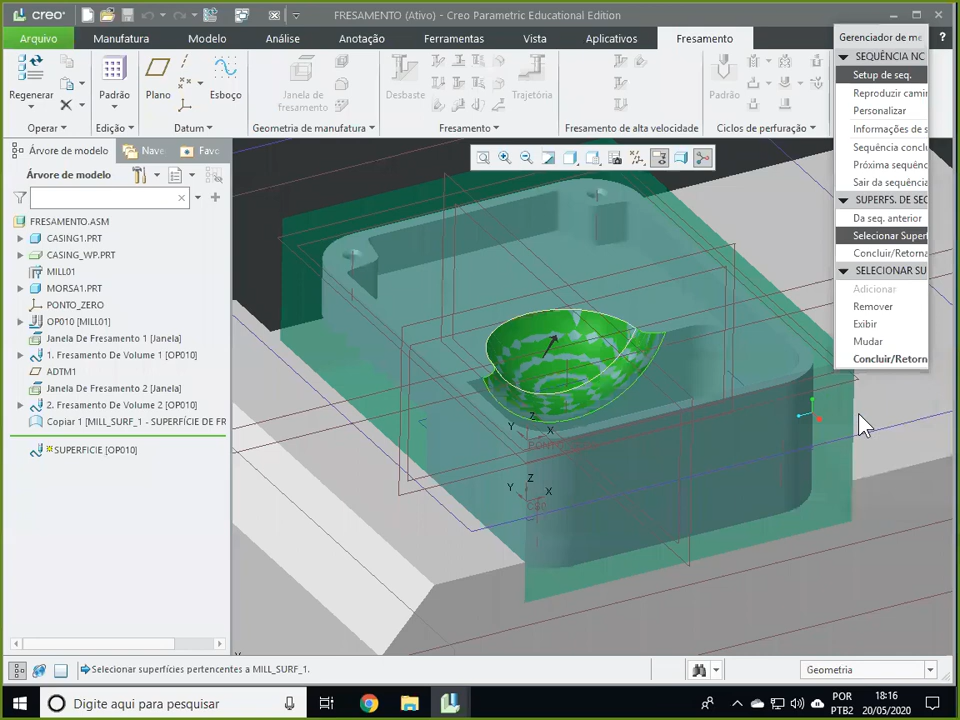 creo
FRESAMENTO (Ativo) - Creo Parametric Educational Edition
Arquivo
Manufatura
Modelo
Análise
Anotação
Ferramentas
Vista
Aplicativos
Fresamento
Regenerar
Padrão
Plano
Esboço
Janela de
fresamento
Desbaste
Trajetória
Padrão
Operar
Edição
Datum
Geometria de manufatura
Fresamento
Fresamento de alta velocidade
Ciclos de perfuração
Árvore de modelo
Nave
Favc
Árvore de modelo
FRESAMENTO.ASM
CASING1.PRT
CASING_WP.PRT
MILL01
MORSA1.PRT
PONTO_ZERO
OP010 [MILL01]
Janela De Fresamento 1 [Janela]
1. Fresamento De Volume 1 [OP010]
ADTM1
Janela De Fresamento 2 [Janela]
2. Fresamento De Volume 2 [OP010]
Copiar 1 [MILL_SURF_1 - SUPERFÍCIE DE FR
SUPERFICIE [OP010]
Z
Y
X
Z
Y
X
Gerenciador de me
SEQUÊNCIA NC
Setup de seq.
Reproduzir camin
Personalizar
Informações de s
Sequência conclu
Próxima sequênc
Sair da sequência
SUPERFS. DE SEC
Da seq. anterior
Selecionar Superf
Concluir/Retorna
SELECIONAR SU
Adicionar
Remover
Exibir
Mudar
Concluir/Retorn
Selecionar superfícies pertencentes a MILL_SURF_1.
Geometria
Digite aqui para pesquisar
POR
PTB2
18:16
20/05/2020